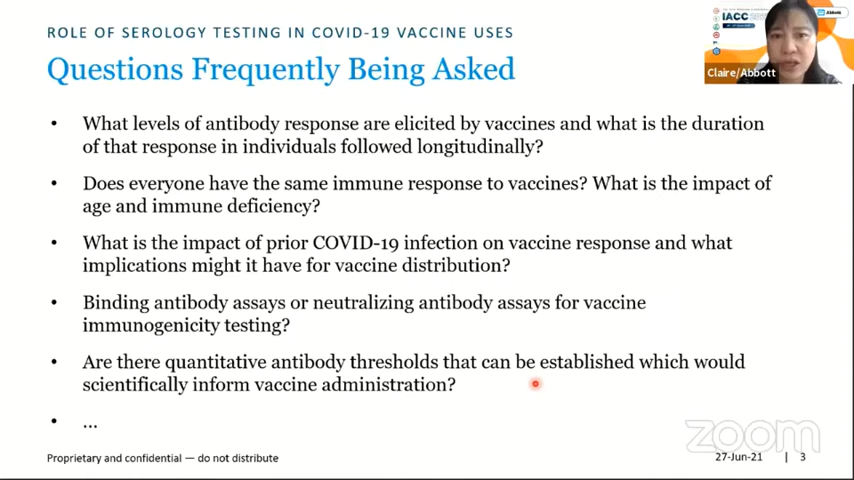 ROLE OF SEROLOGY TESTING IN COVID-19 VACCINE USES
Questions Frequently Being Asked
IACC
Abbott
Claire/Abbott
• What levels of antibody response are elicited by vaccines and what is the duration
of that response in individuals followed longitudinally?
• Does everyone have the same immune response to vaccines? What is the impact of
age and immune deficiency?
• What is the impact of prior COVID-19 infection on vaccine response and what
implications might it have for vaccine distribution?
• Binding antibody assays or neutralizing antibody assays for vaccine
immunogenicity testing?
• Are there quantitative antibody thresholds that can be established which would
scientifically inform vaccine administration?
• ...
zoom
Proprietary and confidential — do not distribute
27-Jun-21 | 3